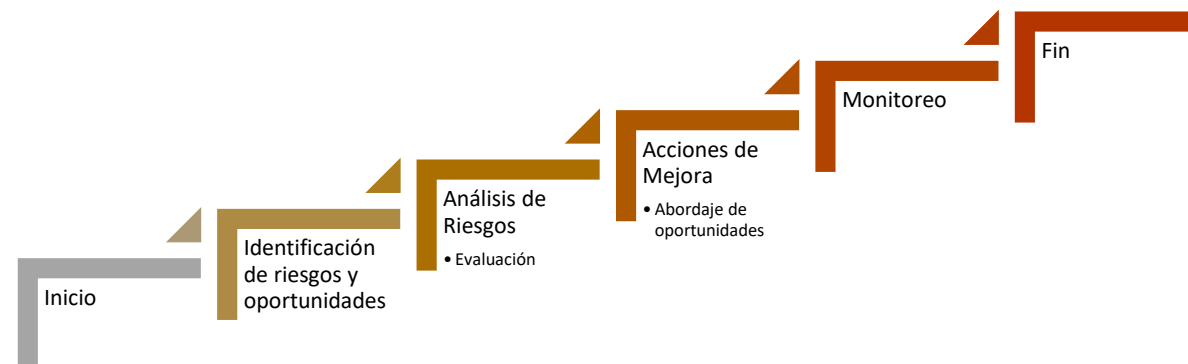 Inicio
Identificación
de riesgos y
oportunidades
Análisis de
Riesgos
• Evaluación
Acciones de
Mejora
• Abordaje de
oportunidades
Monitoreo
Fin